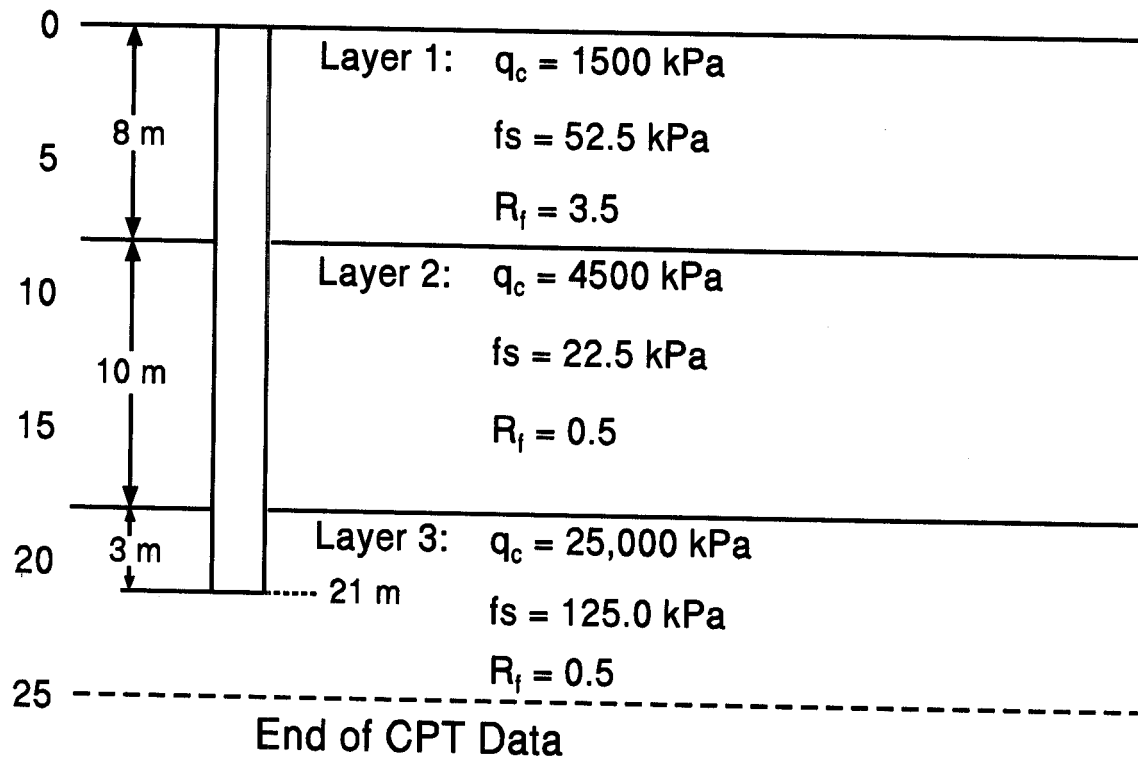 0
Layer 1: q_c = 1500 kPa
8 m
fs = 52.5 kPa
5
R_f = 3.5
Layer 2: q_c = 4500 kPa
10
fs = 22.5 kPa
10 m
15
R_f = 0.5
Layer 3: q_c = 25,000 kPa
20
3 m
21 m
fs = 125.0 kPa
R_f = 0.5
25
End of CPT Data